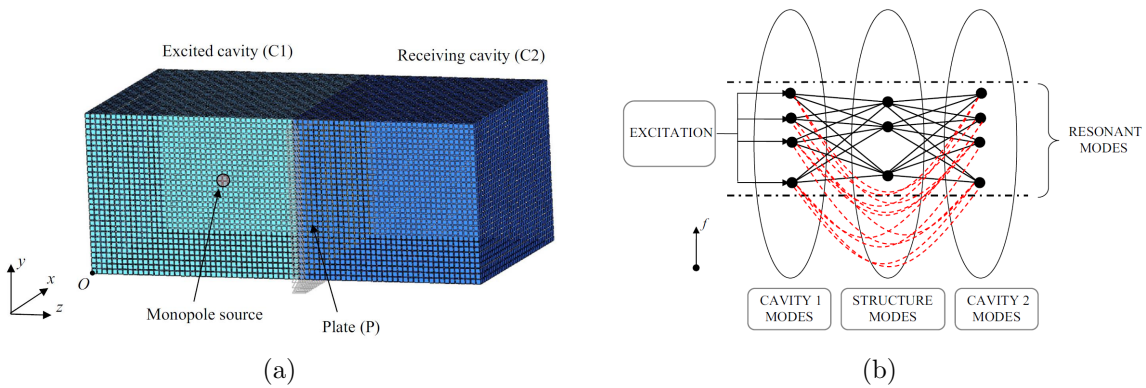 Excited cavity (C1)
Receiving cavity (C2)
y
x
z
O
Monopole source
Plate (P)
(a)
EXCITATION
RESONANT
MODES
f
CAVITY 1
MODES
STRUCTURE
MODES
CAVITY 2
MODES
(b)